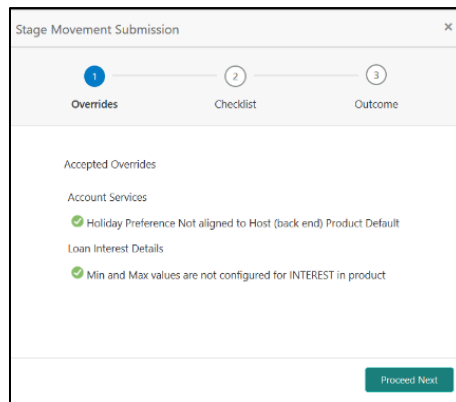 Stage Movement Submission ×
1 2 3
Overrides Checklist Outcome
Accepted Overrides
Account Services
Holiday Preference Not aligned to Host (back end) Product Default
Loan Interest Details
Min and Max values are not configured for INTEREST in product
Proceed Next